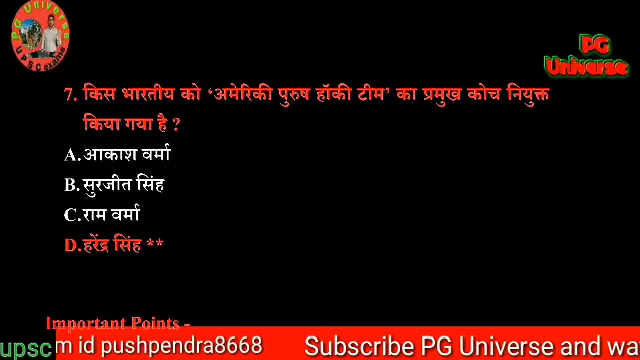 PG Universe
UPSC exams
PG
Universe
7. किस भारतीय को ‘अमेरिकी पुरुष हॉकी टीम’ का प्रमुख कोच नियुक्त
किया गया है ?
A. आकाश वर्मा
B. सुरजीत सिंह
C. राम वर्मा
D. हरेंद्र सिंह **
Important Points -
upsc m id pushpendra8668 Subscribe PG Universe and wa